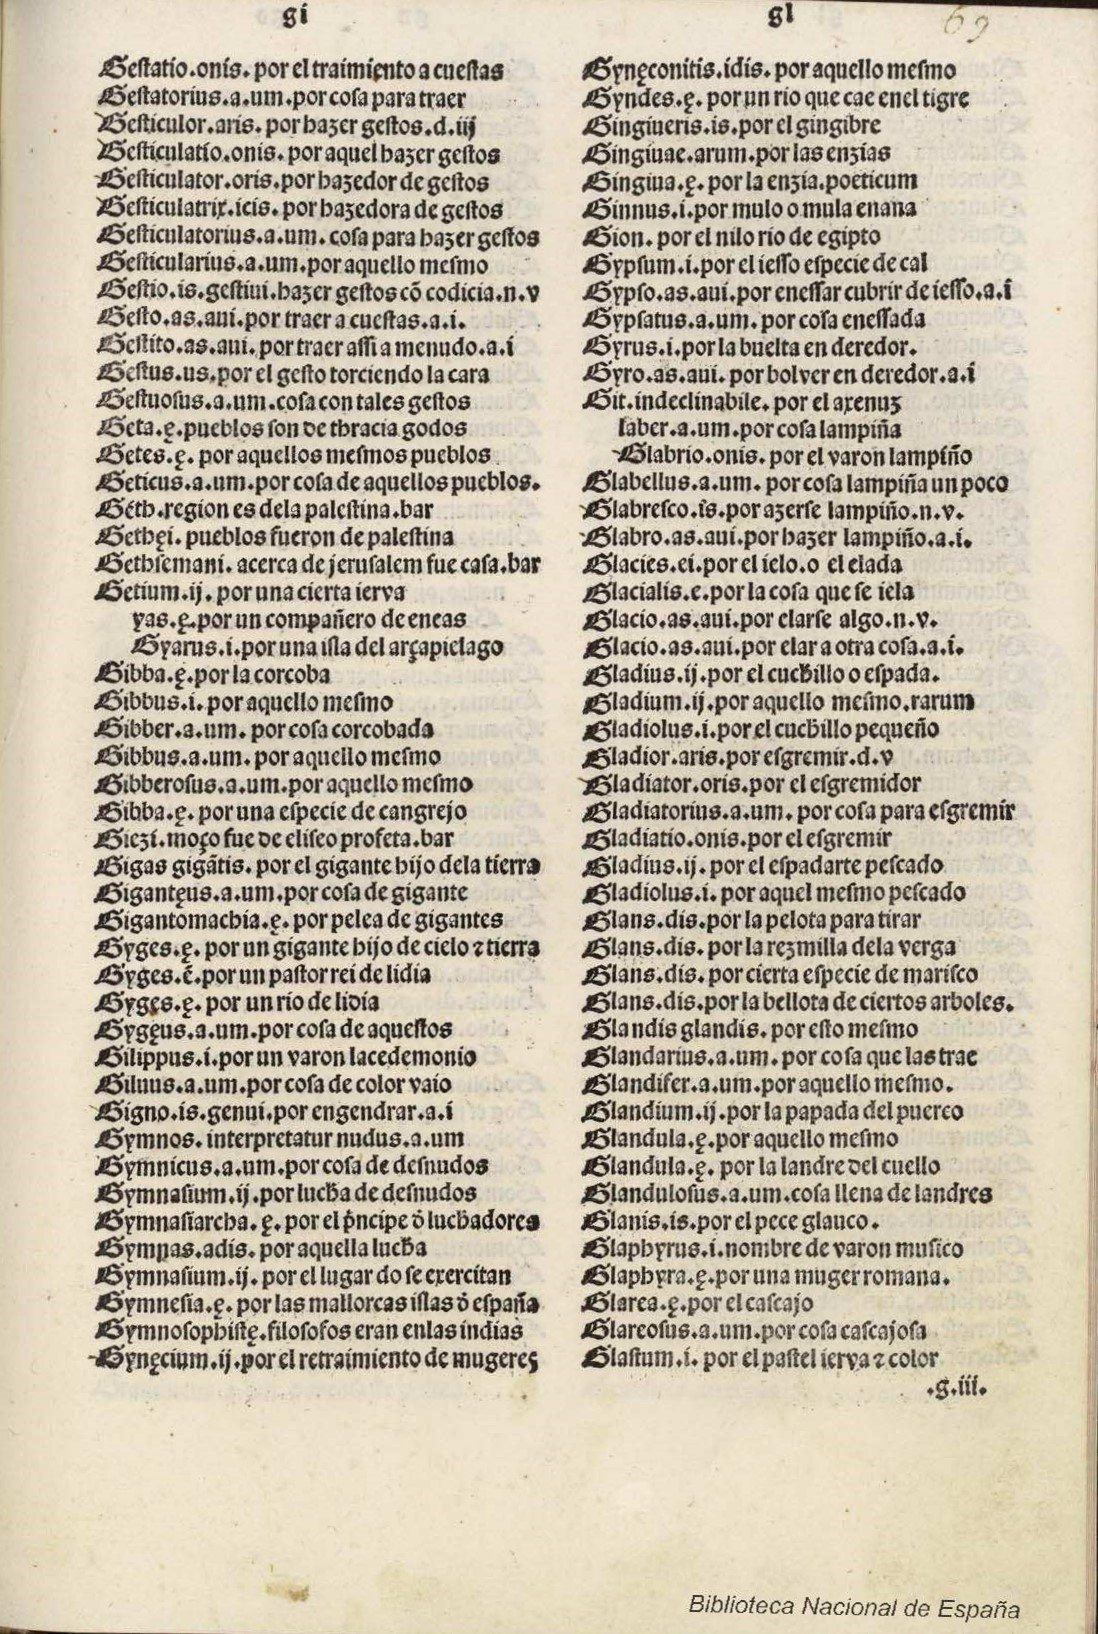 gi
Gestatio.onis. por el traimięnto a cuestas
Gestatorius.a.um.por cosa para traer
Gesticulor.aris. por hazer gestos.d.iij
Gesticulatio.onis. por aquel hazer gestos
Gesticulator.oris. por hazedor de gestos
Gesticulatrix.icis. por hazedora de gestos
Gesticulatorius.a.um. cosa para hazer gestos
Gesticularius.a.um.por aquello mesmo
Gestio.is.gestiui.hazer gestos cõ codicia.n.v
Gesto.as.aui.por traer a cuestas.a.i.
Gestito.as.aui.por traer assi a menudo.a.i
Gestus.us.por el gesto torciendo la cara
Gestuosus.a.um.cosa con tales gestos
Geta.ę.pueblos son de thracia godos
Getes.ę. por aquellos mesmos pueblos
Geticus.a.um.por cosa de aquellos pueblos.
Geth.region es dela palestina.bar
Gethęi. pueblos fueron de palestina
Gethsemani. acerca de jerusalem fue casa.bar
Getium.ij. por una cierta ierva
yas.ę.por un compañero de eneas
Gyarus.i.por una isla del arçapielago
Gibba.ę.por la corcoba
Gibbus.i.por aquello mesmo
Gibber.a.um. por cosa corcobada
Gibbus.a.um. por aquello mesmo
Gibberosus.a.um.por aquello mesmo
Gibba.ę. por una especie de cangrejo
Giezi.moço fue de eliseo profeta.bar
Gigas gigãtis. por el gigante hijo dela tierra
Gigantęus.a.um.por cosa de gigante
Gigantomachia.ę. por pelea de gigantes
Gyges.ę. por un gigante hijo de cielo ⁊ tierra
Gyges.ę.por un pastor rei de lidia
Gyges.ę. por un rio de lidia
Gygęus.a.um.por cosa de aquestos
Gilippus.i.por un varon lacedemonio
Giluus.a.um.por cosa de color vaio
Gigno.is.genui.por engendrar.a.i
Gymnos. interpretatur nudus.a.um
Gymnicus.a.um.por cosa de desnudos
Gymnasium.ij.por lucha de desnudos
Gymnasiarcha.ę. por el p̃ncipe õ luchadores
Gymnas.adis. por aquella lucha
Gymnasium.ij. por el lugar do se exercitan
Gymnesia.ę. por las mallorcas islas õ españa
Gymnosophistę.filosofos eran enlas indias
Gynęcium.ij.por el retraimiento de mugeres
gl
69
Gynęconitis.idis. por aquello mesmo
Gyndes.ę. por un rio que cae enel tigre
Gingiueris.is.por el gingibre
Gingiuae.arum.por las enzias
Gingiua.ę. por la enzia.poeticum
Ginnus.i.por mulo o mula enana
Gion. por el nilo rio de egipto
Gypsum.i.por el iesso especie de cal
Gypso.as.aui.por enessar cubrir de iesso.a.i
Gypsatus.a.um. por cosa enessada
Gyrus.i.por la buelta en deredor.
Gyro.as.aui. por bolver en deredor.a.i
Git.indeclinabile. por el axenuz
laber.a.um.por cosa lampiña
Glabrio.onis. por el varon lampiño
Glabellus.a.um. por cosa lampiña un poco
Glabresco.is.por azerse lampiño.n.v.
Glabro.as.aui.por hazer lampiño.a.i.
Glacies.ei.por el ielo.o el elada
Glacialis.e.por la cosa que se iela
Glacio.as.aui.por elarse algo.n.v.
Glacio.as.aui.por elar a otra cosa.a.i.
Gladius.ij.por el cuchillo o espada.
Gladium.ij.por aquello mesmo.rarum
Gladiolus.i.por el cuchillo pequeño
Gladior.aris.por esgremir.d.v
Gladiator.oris.por el esgremidor
Gladiatorius.a.um. por cosa para esgremir
Gladiatio.onis.por el esgremir
Gladius.ij. por el espadarte pescado
Gladiolus.i. por aquel mesmo pescado
Glans.dis.por la pelota para tirar
Glans.dis. por la rezmilla dela verga
Glans.dis. por cierta especie de marisco
Glans.dis.por la bellota de ciertos arboles.
Glandis glandis. por esto mesmo
Glandarius.a.um. por cosa que las trae
Glandifer.a.um.por aquello mesmo.
Glandium.ij.por la papada del puerco
Glandula.ę.por aquello mesmo
Glandula.ę. por la landre del cuello
Glandulosus.a.um.cosa llena de landres
Glanis.is.por el pece glauco.
Glaphyrus.i.nombre de varon musico
Glaphyra.ę.por una muger romana.
Glarea.ę.por el cascajo
Glareosus.a.um.por cosa cascajosa
Glastum.i. por el pastel ierva ⁊ color
.g.iii.
Biblioteca Nacional de España